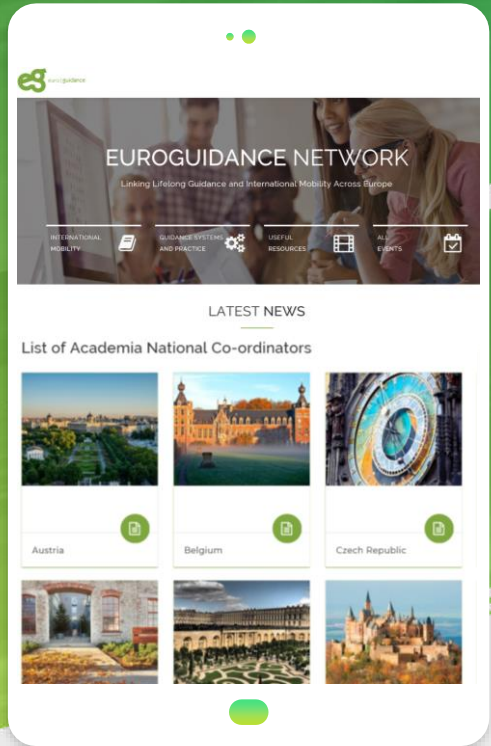 eg euroguidance
EUROGUIDANCE NETWORK
Linking Lifelong Guidance and International Mobility Across Europe
INTERNATIONAL
MOBILITY
GUIDANCE SYSTEMS
AND PRACTICE
USEFUL
RESOURCES
ALL
EVENTS
LATEST NEWS
List of Academia National Co-ordinators
Austria
Belgium
Czech Republic